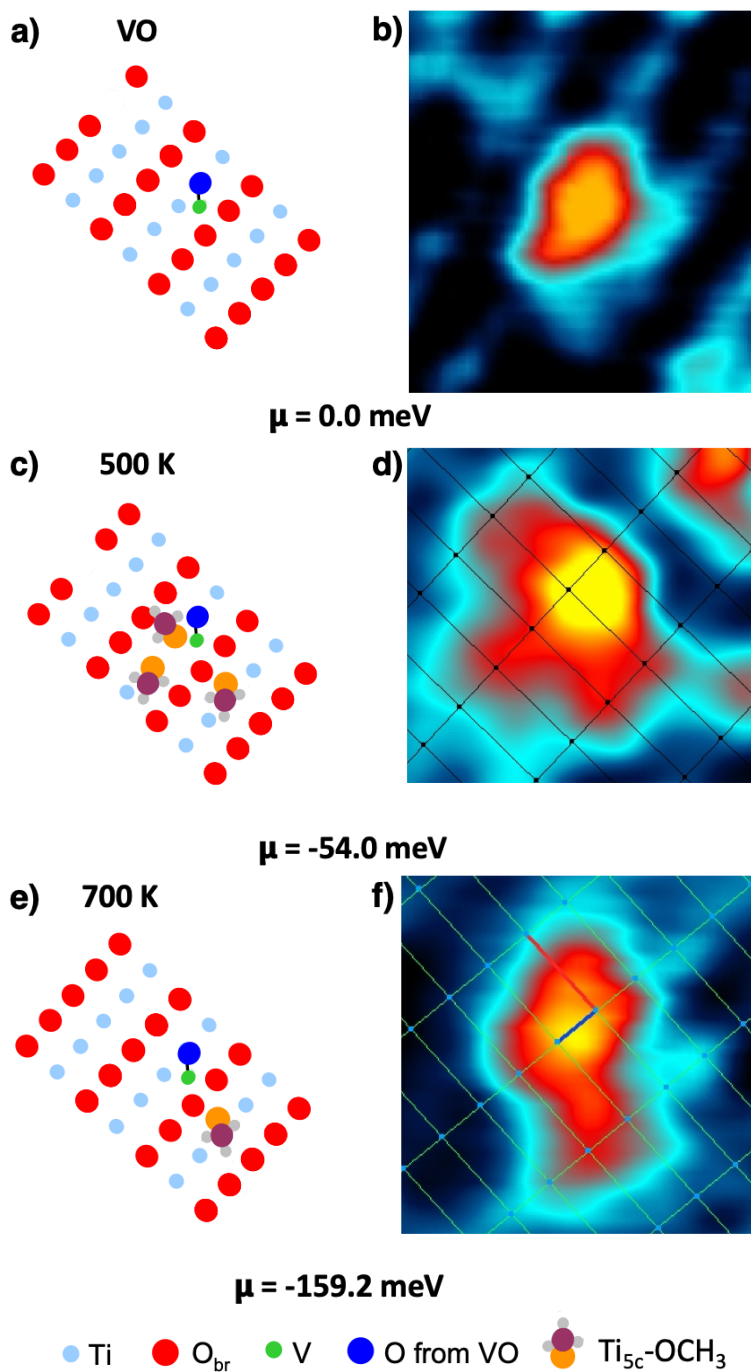 a) VO b)
μ = 0.0 meV
c) 500 K d)
μ = -54.0 meV
e) 700 K f)
μ = -159.2 meV
Ti O_br V O from VO Ti_5c-OCH_3